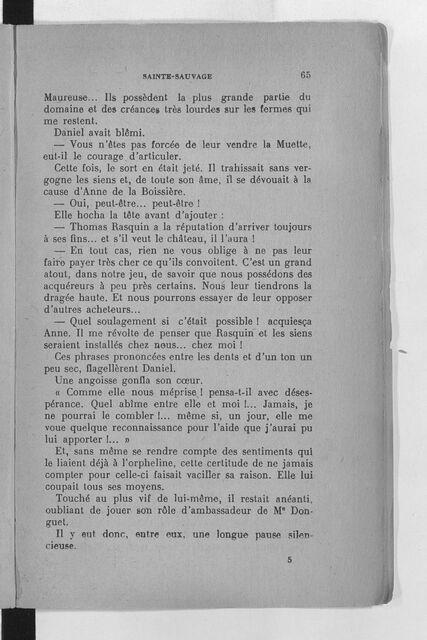 SAINTE-SAUVAGE 65
Maureuse... Ils possèdent la plus grande partie du
domaine et des créances très lourdes sur les fermes qui
me restent.
Daniel avait blêmi.
— Vous n'êtes pas forcée de leur vendre la Muette,
eut-il le courage d'articuler.
Cette fois, le sort en était jeté. Il trahissait sans ver-
gogne les siens et, de toute son âme, il se dévouait à la
cause d'Anne de la Boissière.
— Oui, peut-être... peut-être !
Elle hocha la tête avant d'ajouter :
— Thomas Rasquin a la réputation d'arriver toujours
à ses fins... et s'il veut le château, il l'aura !
— En tout cas, rien ne vous oblige à ne pas leur
faire payer très cher ce qu'ils convoitent. C'est un grand
atout, dans notre jeu, de savoir que nous possédons des
acquéreurs à peu près certains. Nous leur tiendrons la
dragée haute. Et nous pourrons essayer de leur opposer
d'autres acheteurs...
— Quel soulagement si c'était possible ! acquiesça
Anne. Il me révolte de penser que Rasquin et les siens
seraient installés chez nous... chez moi !
Ces phrases prononcées entre les dents et d'un ton un
peu sec, flagellèrent Daniel.
Une angoisse gonfla son cœur.
« Comme elle nous méprise ! pensa-t-il avec déses-
pérance. Quel abîme entre elle et moi !... Jamais, je
ne pourrai le combler !... même si, un jour, elle me
voue quelque reconnaissance pour l'aide que j'aurai pu
lui apporter !... »
Et, sans même se rendre compte des sentiments qui
le liaient déjà à l'orpheline, cette certitude de ne jamais
compter pour celle-ci faisait vaciller sa raison. Elle lui
coupait tous ses moyens.
Touché au plus vif de lui-même, il restait anéanti,
oubliant de jouer son rôle d'ambassadeur de Mᵉ Don-
guet.
Il y eut donc, entre eux, une longue pause silen-
cieuse.
5